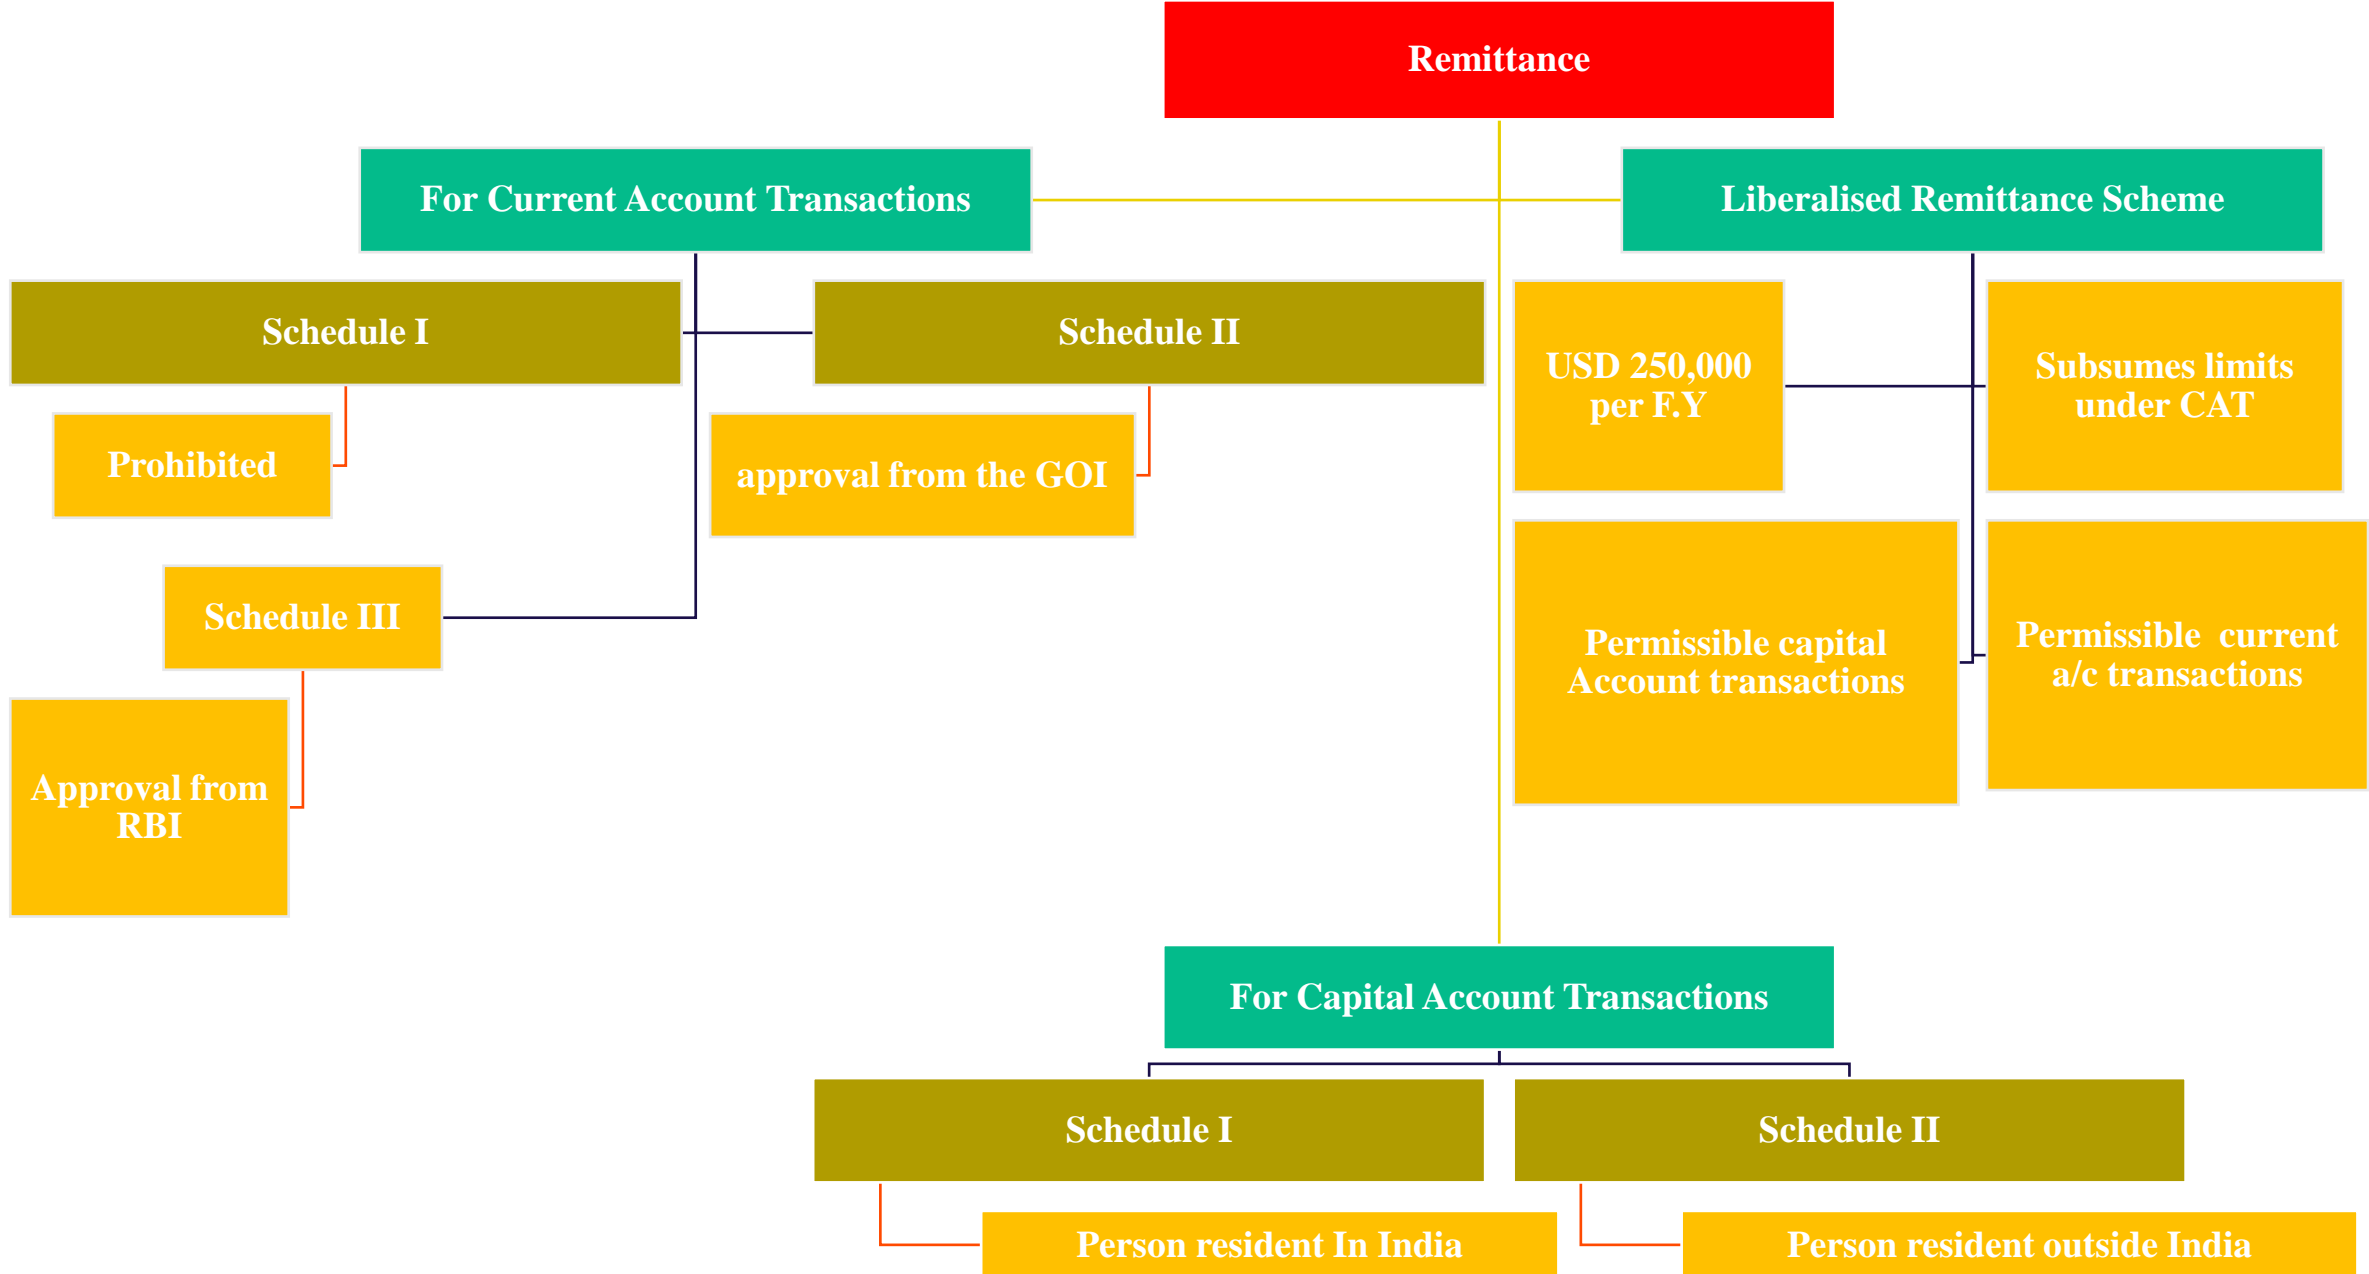 Remittance
For Current Account Transactions
Liberalised Remittance Scheme
Schedule I
Schedule II
USD 250,000
per F.Y
Subsumes limits
under CAT
Prohibited
approval from the GOI
Schedule III
Permissible capital
Account transactions
Permissible  current
a/c transactions
Approval from
RBI
For Capital Account Transactions
Schedule I
Schedule II
Person resident In India
Person resident outside India